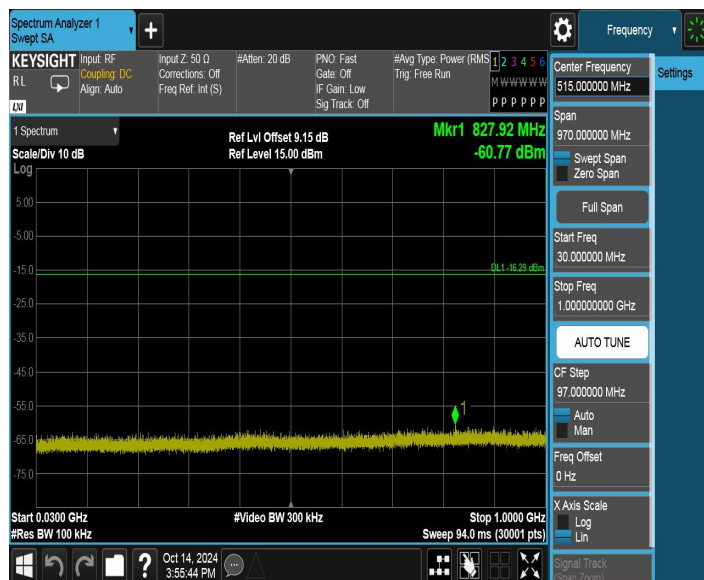 Spectrum Analyzer 1
Swept SA
+
Frequency
KEYSIGHT
Input: RF
Input Z: 50 Ω
#Atten: 20 dB
PNO: Fast
#Avg Type: Power (RMS
1 2 3 4 5 6
R L
Coupling: DC
Corrections: Off
Gate: Off
Trig: Free Run
M W W W W W
Align: Auto
Freq Ref: Int (S)
IF Gain: Low
Sig Track: Off
P P P P P P
LXI
1 Spectrum
Ref Lvl Offset 9.15 dB
Mkr1 827.92 MHz
Scale/Div 10 dB
Ref Level 15.00 dBm
-60.77 dBm
Log
5.00
-5.00
-15.0
DL1 -16.29 dBm
-25.0
-35.0
-45.0
-55.0
1
-65.0
-75.0
Start 0.0300 GHz
#Video BW 300 kHz
Stop 1.0000 GHz
#Res BW 100 kHz
Sweep 94.0 ms (30001 pts)
?
Oct 14, 2024
3:55:44 PM
Center Frequency
515.000000 MHz
Settings
Span
970.000000 MHz
Swept Span
Zero Span
Full Span
Start Freq
30.000000 MHz
Stop Freq
1.000000000 GHz
AUTO TUNE
CF Step
97.000000 MHz
Auto
Man
Freq Offset
0 Hz
X Axis Scale
Log
Lin
Signal Track
(Span Zoom)